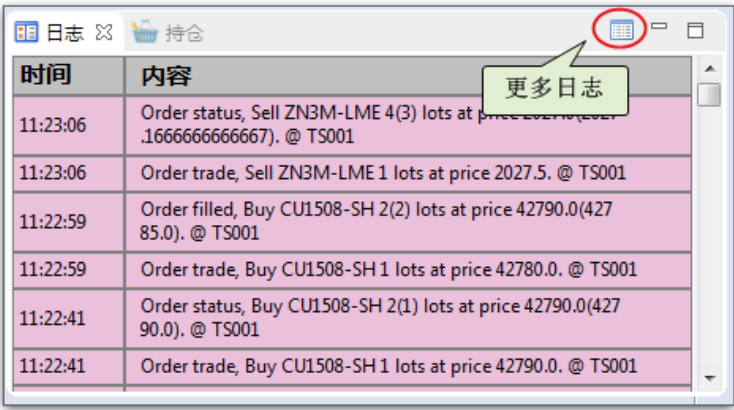 日志 持仓
时间 内容
更多日志
11:23:06 Order status, Sell ZN3M-LME 4(3) lots at
.1666666666667). @ TS001
11:23:06 Order trade, Sell ZN3M-LME 1 lots at price 2027.5. @ TS001
11:22:59 Order filled, Buy CU1508-SH 2(2) lots at price 42790.0(427
85.0). @ TS001
11:22:59 Order trade, Buy CU1508-SH 1 lots at price 42780.0. @ TS001
11:22:41 Order status, Buy CU1508-SH 2(1) lots at price 42790.0(427
90.0). @ TS001
11:22:41 Order trade, Buy CU1508-SH 1 lots at price 42790.0. @ TS001